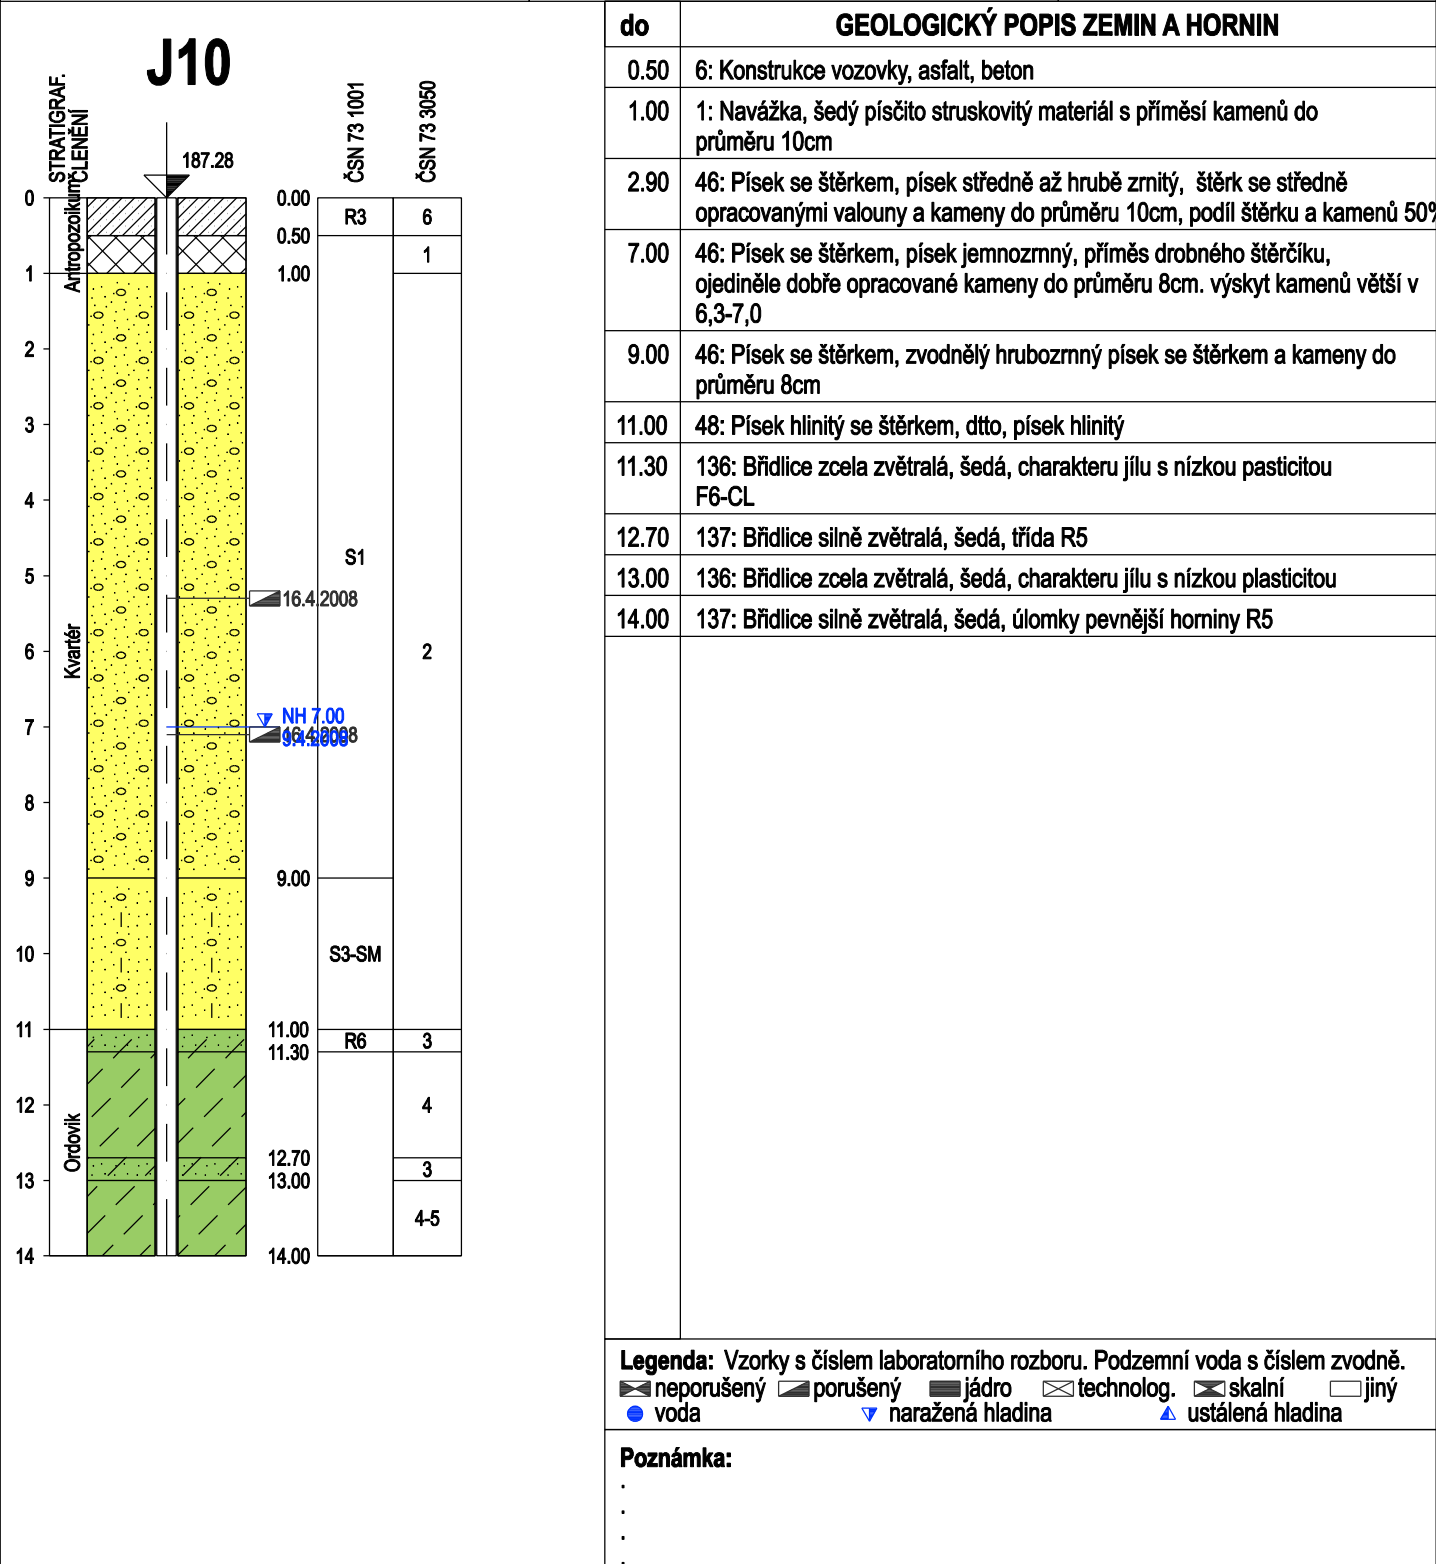 J10
STRATIGRAF.
ČLENĚNÍ
ČSN 73 1001
ČSN 73 3050
187.28
0
1
2
3
4
5
6
7
8
9
10
11
12
13
14
Antropozoikum
Kvartér
Ordovik
0.00
0.50
1.00
9.00
11.00
11.30
12.70
13.00
14.00
R3
S1
S3-SM
R6
6
1
2
3
4
3
4-5
16.4.2008
NH 7.00
16.4.2008
9.4.2008
do GEOLOGICKÝ POPIS ZEMIN A HORNIN
0.50 6: Konstrukce vozovky, asfalt, beton
1.00 1: Navážka, šedý písčito struskovitý materiál s příměsí kamenů do
průměru 10cm
2.90 46: Písek se štěrkem, písek středně až hrubě zrnitý, štěrk se středně
opracovanými valouny a kameny do průměru 10cm, podíl štěrku a kamenů 50%
7.00 46: Písek se štěrkem, písek jemnozrnný, příměs drobného štěrčíku,
ojediněle dobře opracované kameny do průměru 8cm. výskyt kamenů větší v
6,3-7,0
9.00 46: Písek se štěrkem, zvodnělý hrubozrnný písek se štěrkem a kameny do
průměru 8cm
11.00 48: Písek hlinitý se štěrkem, dtto, písek hlinitý
11.30 136: Břidlice zcela zvětralá, šedá, charakteru jílu s nízkou pasticitou
F6-CL
12.70 137: Břidlice silně zvětralá, šedá, třída R5
13.00 136: Břidlice zcela zvětralá, šedá, charakteru jílu s nízkou plasticitou
14.00 137: Břidlice silně zvětralá, šedá, úlomky pevnější horniny R5
Legenda: Vzorky s číslem laboratorního rozboru. Podzemní voda s číslem zvodně.
neporušený porušený jádro technolog. skalní jiný
voda naražená hladina ustálená hladina
Poznámka:
.
.
.
.